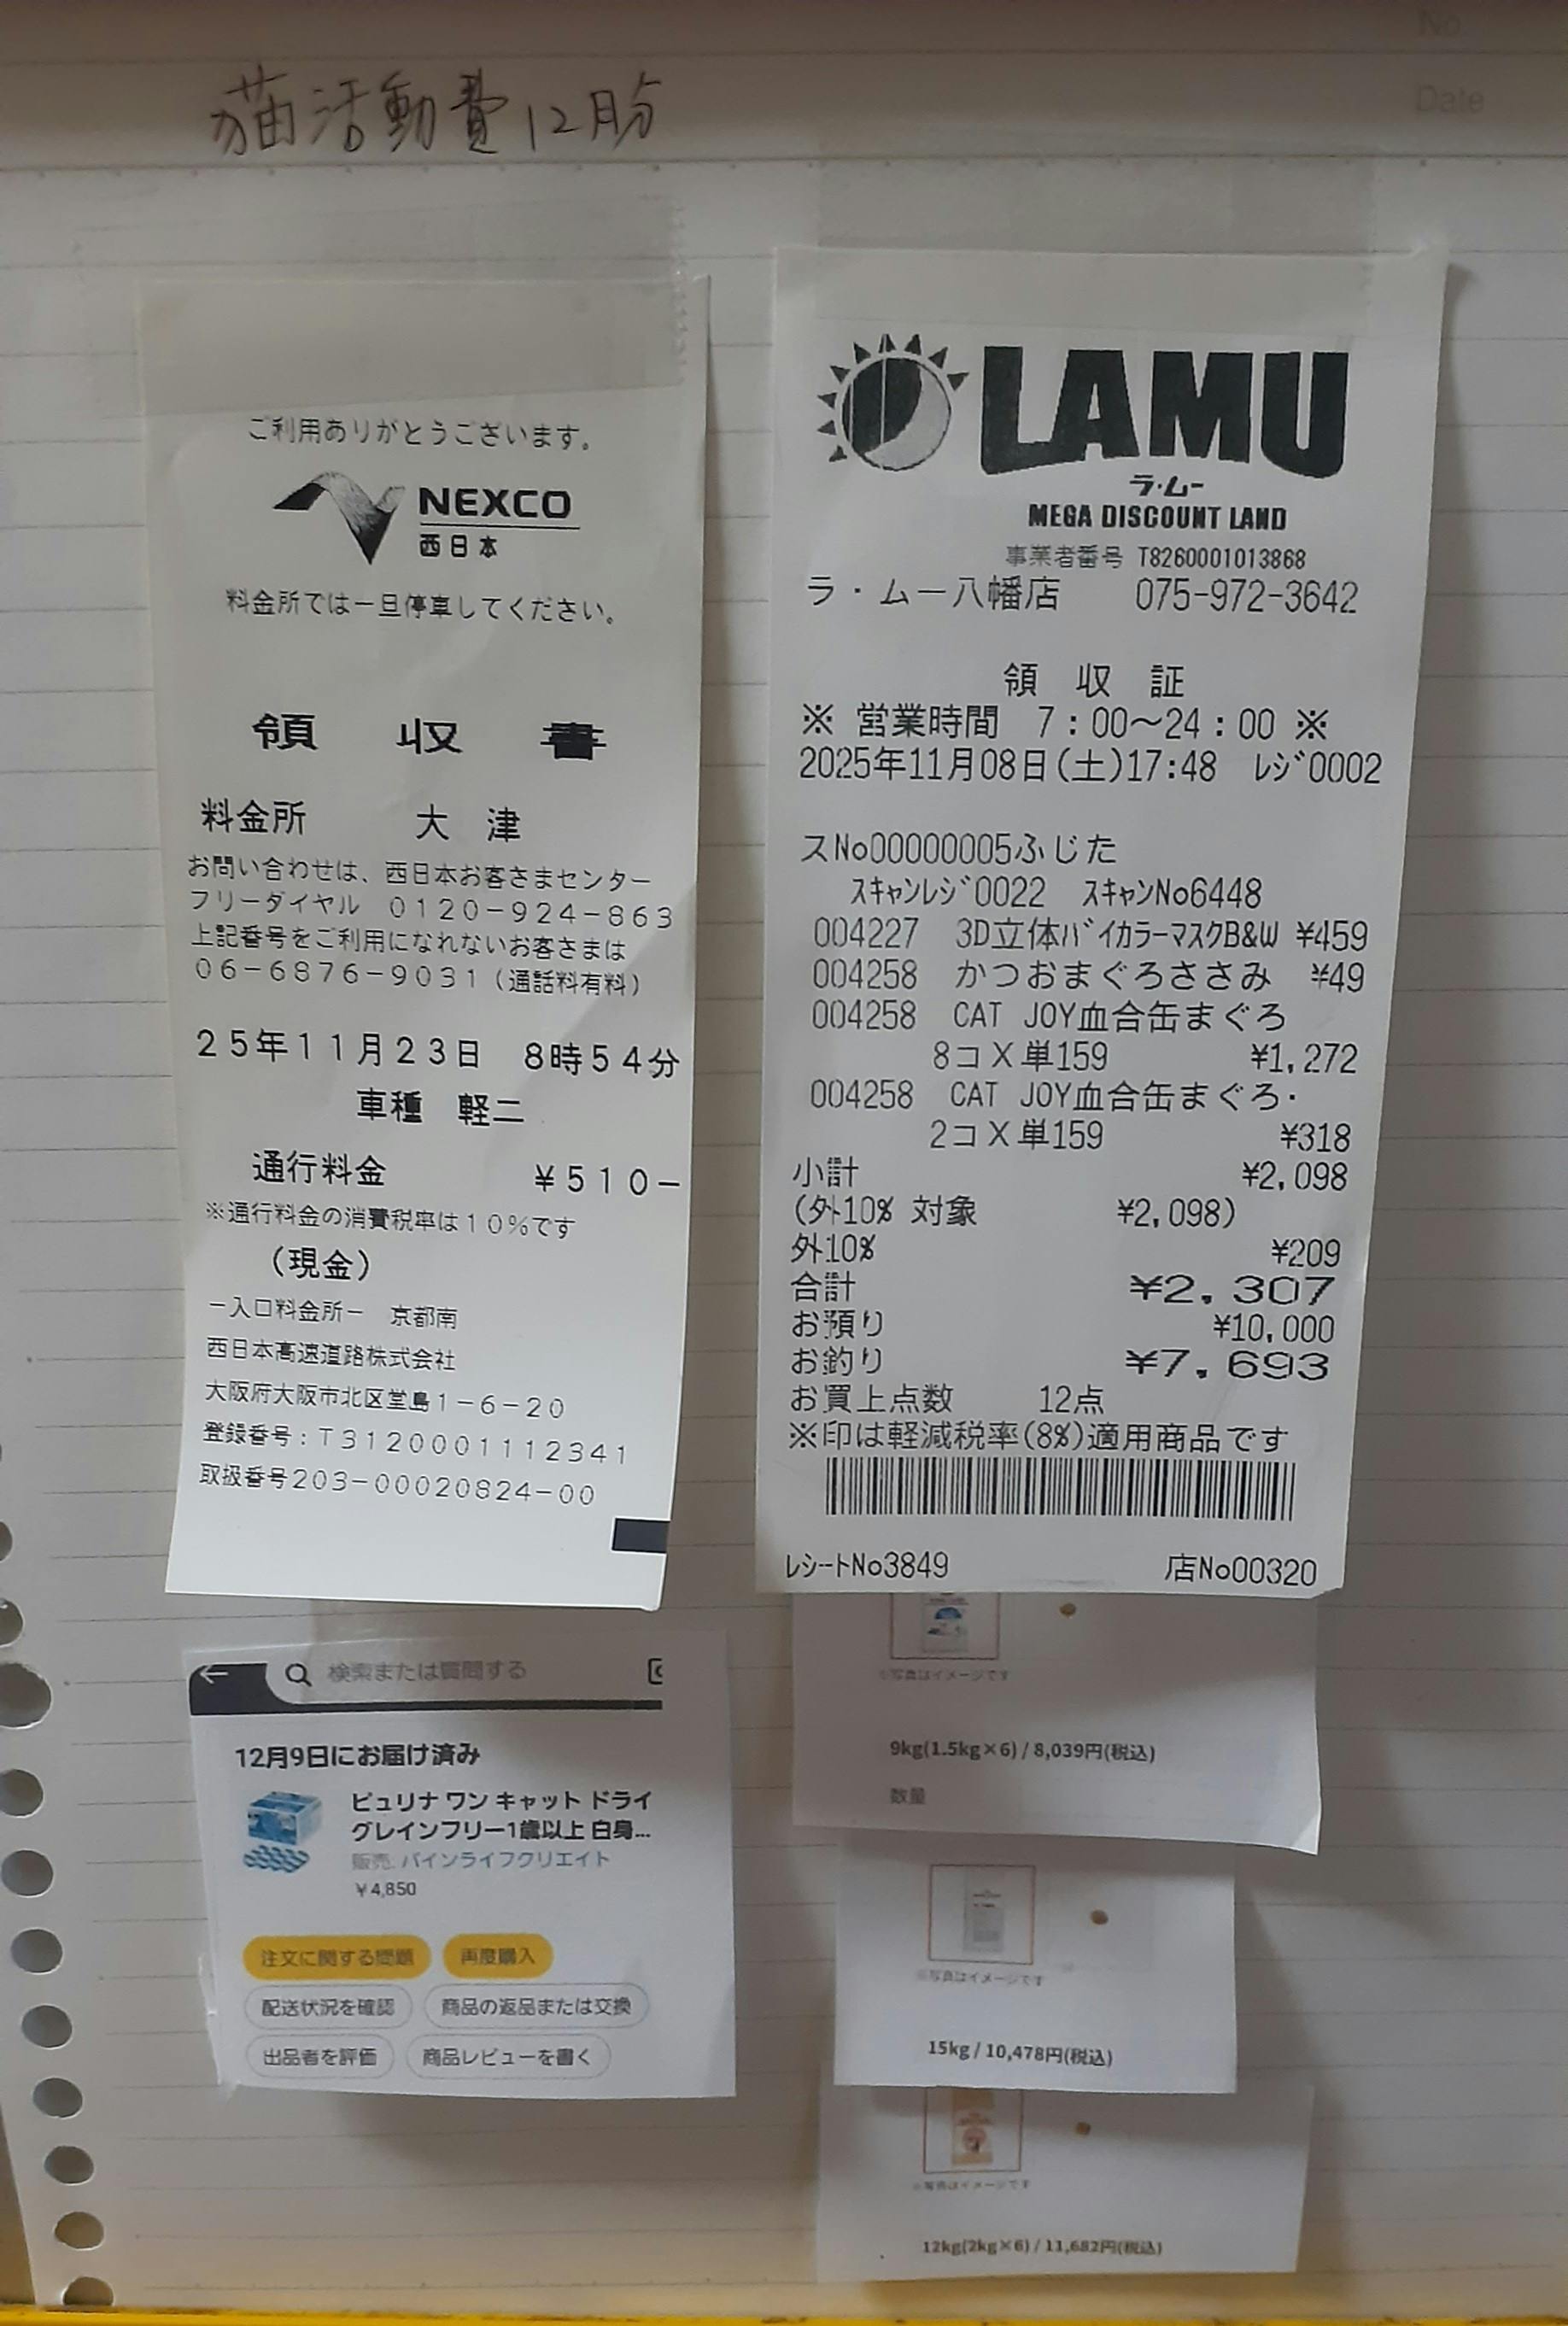 No.
Date
猫活動費12月分
ご利用ありがとうございます。
NEXCO
西日本
料金所では一旦停車してください。
領 収 書
料金所 大 津
お問い合わせは、西日本お客さまセンター
フリーダイヤル 0120-924-863
上記番号をご利用になれないお客さまは
06-6876-9031(通話料有料)
25年11月23日 8時54分
車種 軽二
通行料金 ¥510-
※通行料金の消費税率は10%です
(現金)
-入口料金所- 京都南
西日本高速道路株式会社
大阪府大阪市北区堂島1-6-20
登録番号:T3120001112341
取扱番号203-00020824-00
LAMU
ラ・ムー
MEGA DISCOUNT LAND
事業者番号 T8260001013868
ラ・ムー八幡店 075-972-3642
領 収 証
※ 営業時間 7:00~24:00 ※
2025年11月08日(土)17:48 レジ0002
スNo00000005ふじた
スキャンレジ0022 スキャンNo6448
004227 3D立体バイカラーマスクB&W ¥459
004258 かつおまぐろささみ ¥49
004258 CAT JOY血合缶まぐろ
8コX単159 ¥1,272
004258 CAT JOY血合缶まぐろ・
2コX単159 ¥318
小計 ¥2,098
(外10% 対象 ¥2,098)
外10% ¥209
合計 ¥2,307
お預り ¥10,000
お釣り ¥7,693
お買上点数 12点
※印は軽減税率(8%)適用商品です
レシートNo3849 店No00320
検索または質問する
12月9日にお届け済み
ピュリナ ワン キャット ドライ
グレインフリー1歳以上 白身...
販売: パインライフクリエイト
¥4,850
注文に関する問題 再度購入
配送状況を確認 商品の返品または交換
出品者を評価 商品レビューを書く
※写真はイメージです
9kg(1.5kg×6) / 8,039円(税込)
数量
※写真はイメージです
15kg / 10,478円(税込)
※写真はイメージです
12kg(2kg×6) / 11,682円(税込)